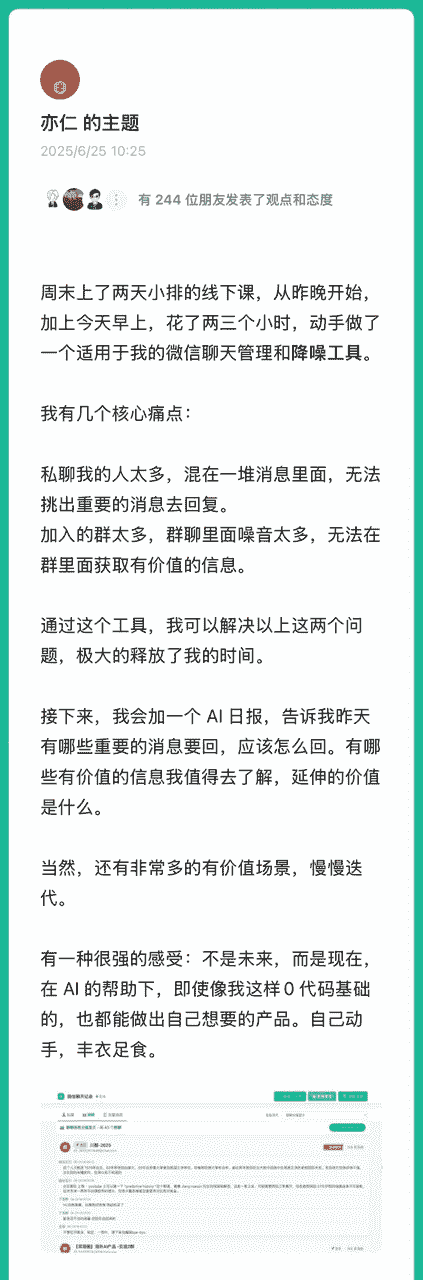 亦仁 的主题
2025/6/25 10:25
有 244 位朋友发表了观点和态度
周末上了两天小排的线下课，从昨晚开始，
加上今天早上，花了两三个小时，动手做了
一个适用于我的微信聊天管理和降噪工具。
我有几个核心痛点：
私聊我的人太多，混在一堆消息里面，无法
挑出重要的消息去回复。
加入的群太多，群聊里面噪音太多，无法在
群里面获取有价值的信息。
通过这个工具，我可以解决以上这两个问
题，极大的释放了我的时间。
接下来，我会加一个 AI 日报，告诉我昨天
有哪些重要的消息要回，应该怎么回。有哪
些有价值的信息我值得去了解，延伸的价值
是什么。
当然，还有非常多的有价值场景，慢慢迭
代。
有一种很强的感受：不是未来，而是现在，
在 AI 的帮助下，即使像我这样 0 代码基础
的，也都能做出自己想要的产品。自己动
手，丰衣足食。